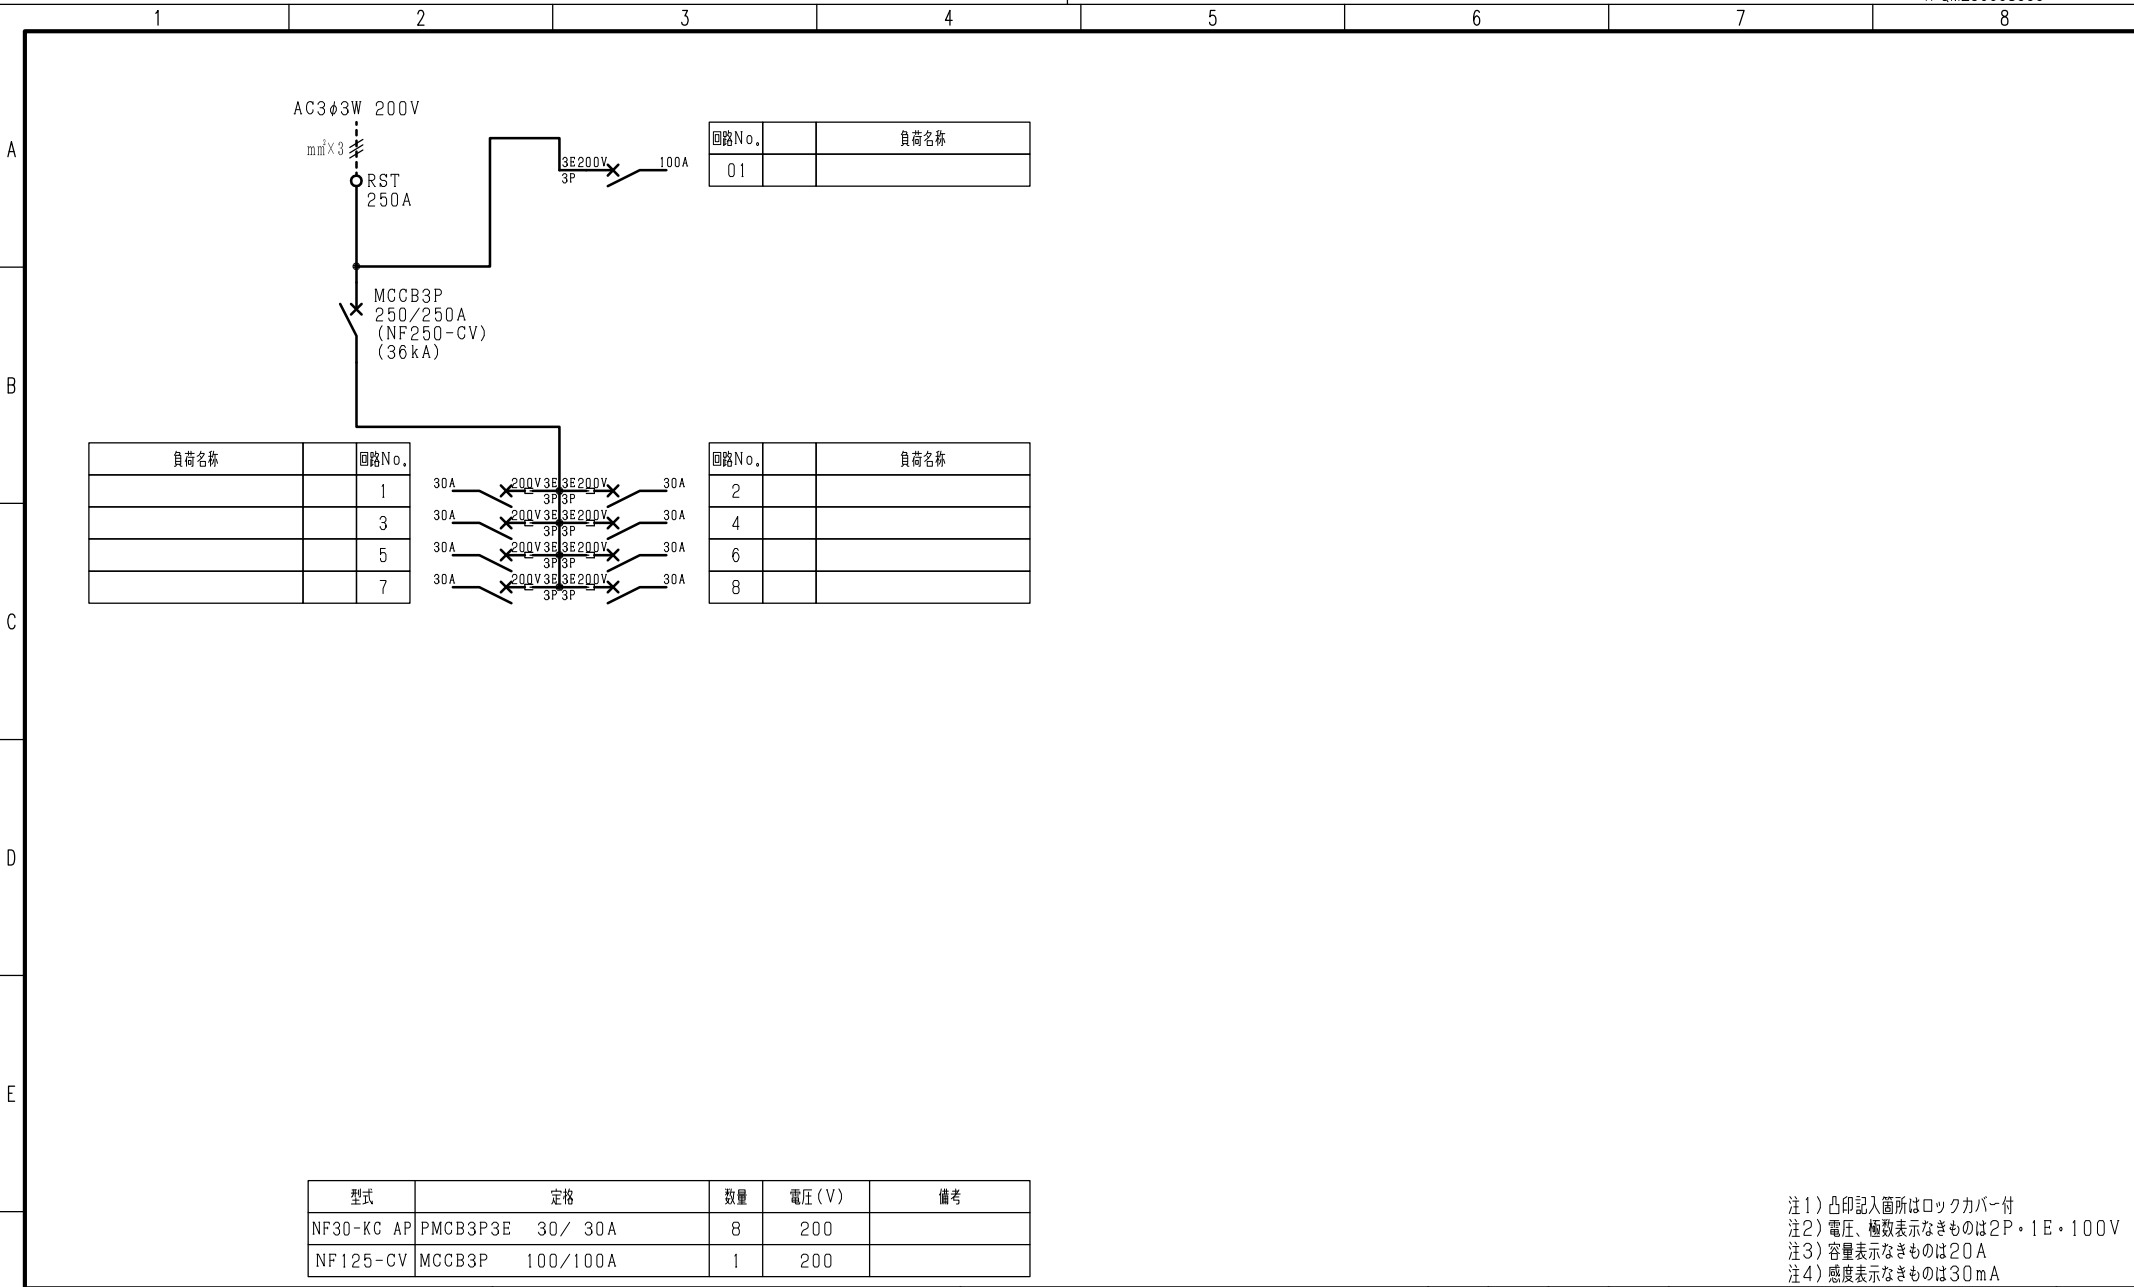 1 2 3 4 5 6 7 8
A
B
C
D
E
AC3φ3W 200V
mm²×3
RST
250A
3E200V 100A
3P
回路No. 負荷名称
01
MCCB3P
250/250A
(NF250-CV)
(36kA)
負荷名称 回路No.
1
3
5
7
30A 200V3E 3E200V 30A
3P 3P
30A 200V3E 3E200V 30A
3P 3P
30A 200V3E 3E200V 30A
3P 3P
30A 200V3E 3E200V 30A
3P 3P
回路No. 負荷名称
2
4
6
8
型式 定格 数量 電圧(V) 備考
NF30-KC AP PMCB3P3E 30/ 30A 8 200
NF125-CV MCCB3P 100/100A 1 200
注1)凸印記入箇所はロックカバー付
注2)電圧、極数表示なきものは2P・1E・100V
注3)容量表示なきものは20A
注4)感度表示なきものは30mA